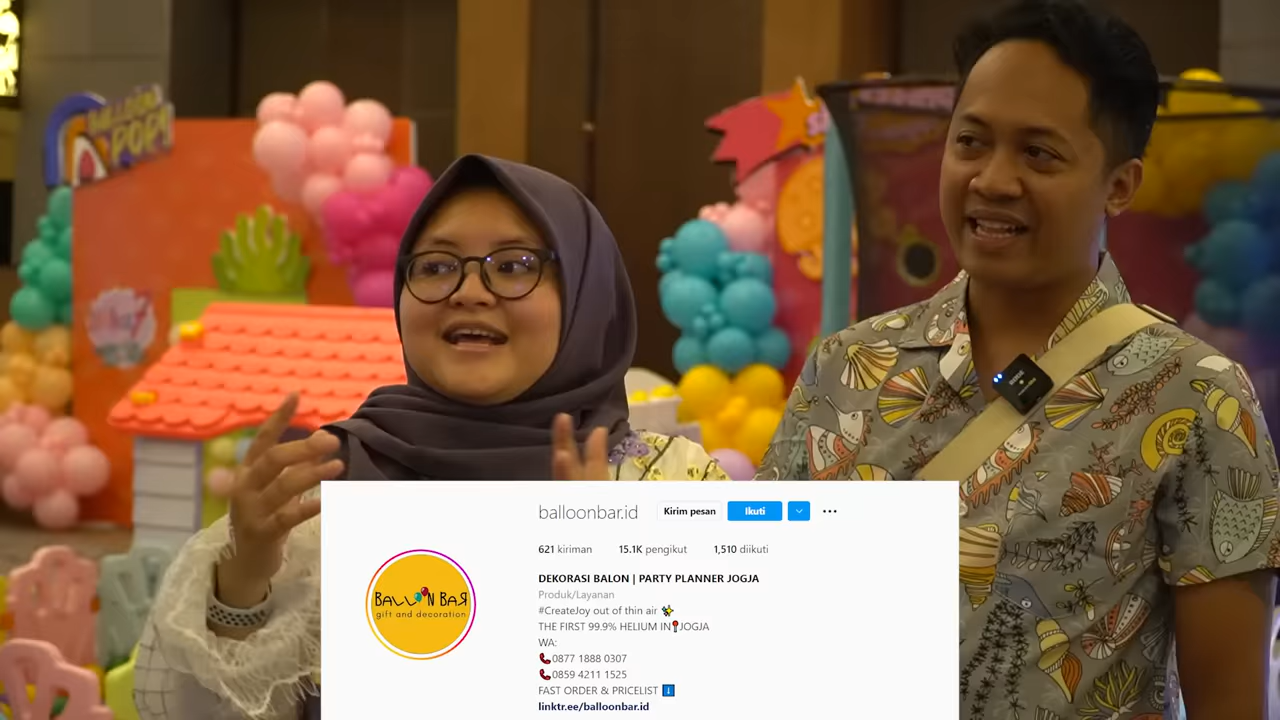 BALLOON
POP!
balloonbar.id Kirim pesan Ikuti
621 kiriman 15.1K pengikut 1,510 diikuti
DEKORASI BALON | PARTY PLANNER JOGJA
Produk/Layanan
#CreateJoy out of thin air ✨
THE FIRST 99.9% HELIUM IN📍JOGJA
WA:
📞0877 1888 0307
📞0859 4211 1525
FAST ORDER & PRICELIST ℹ️
linktr.ee/balloonbar.id
BALLOON BAR
gift and decoration